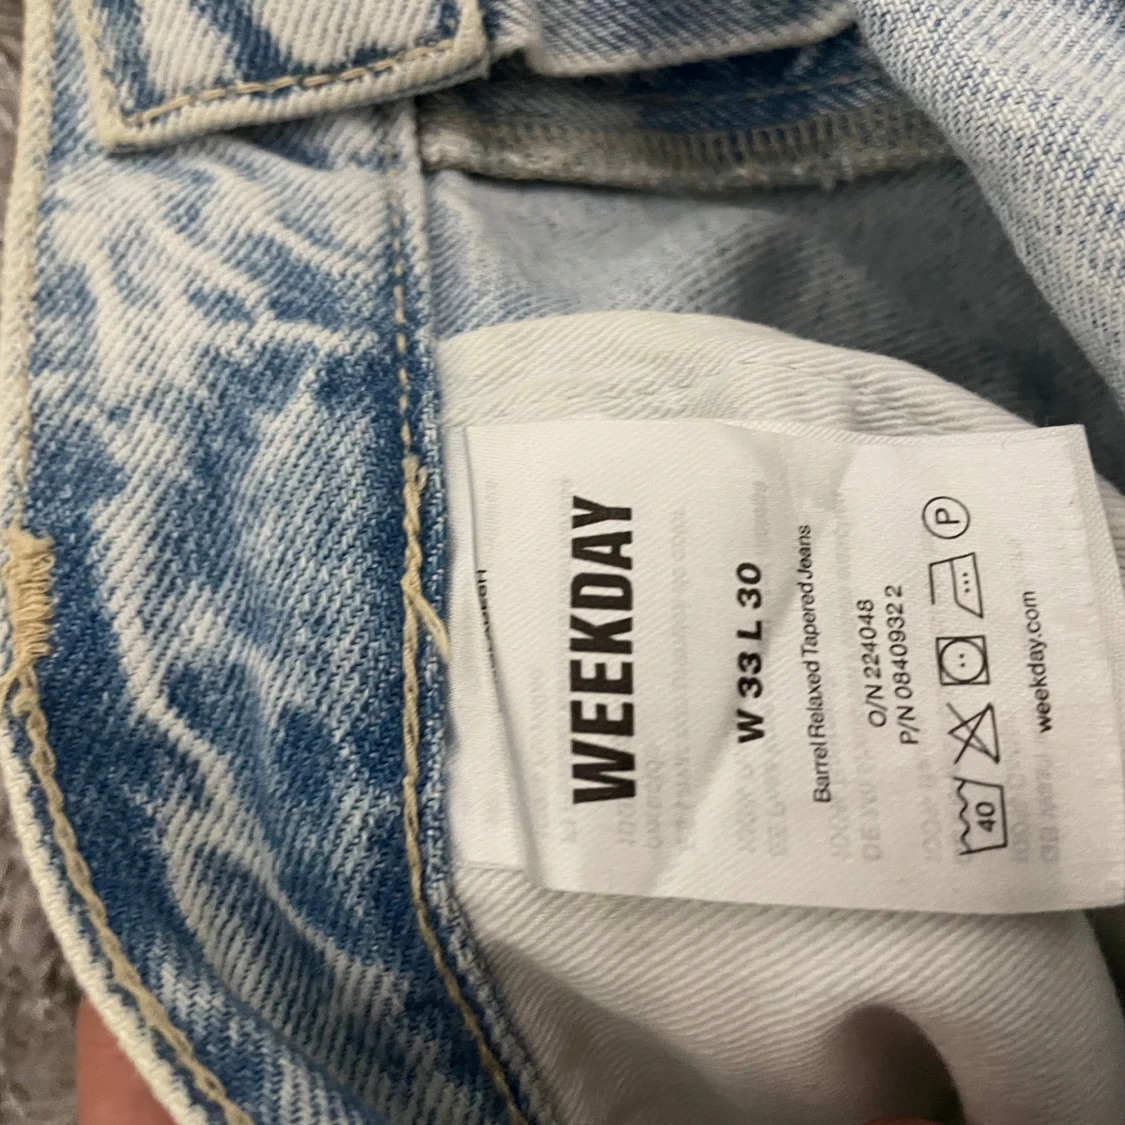 WEEKDAY
W 33 L 30
Barrel Relaxed Tapered Jeans
O/N 224048
P/N 08409322
40
P
weekday.com